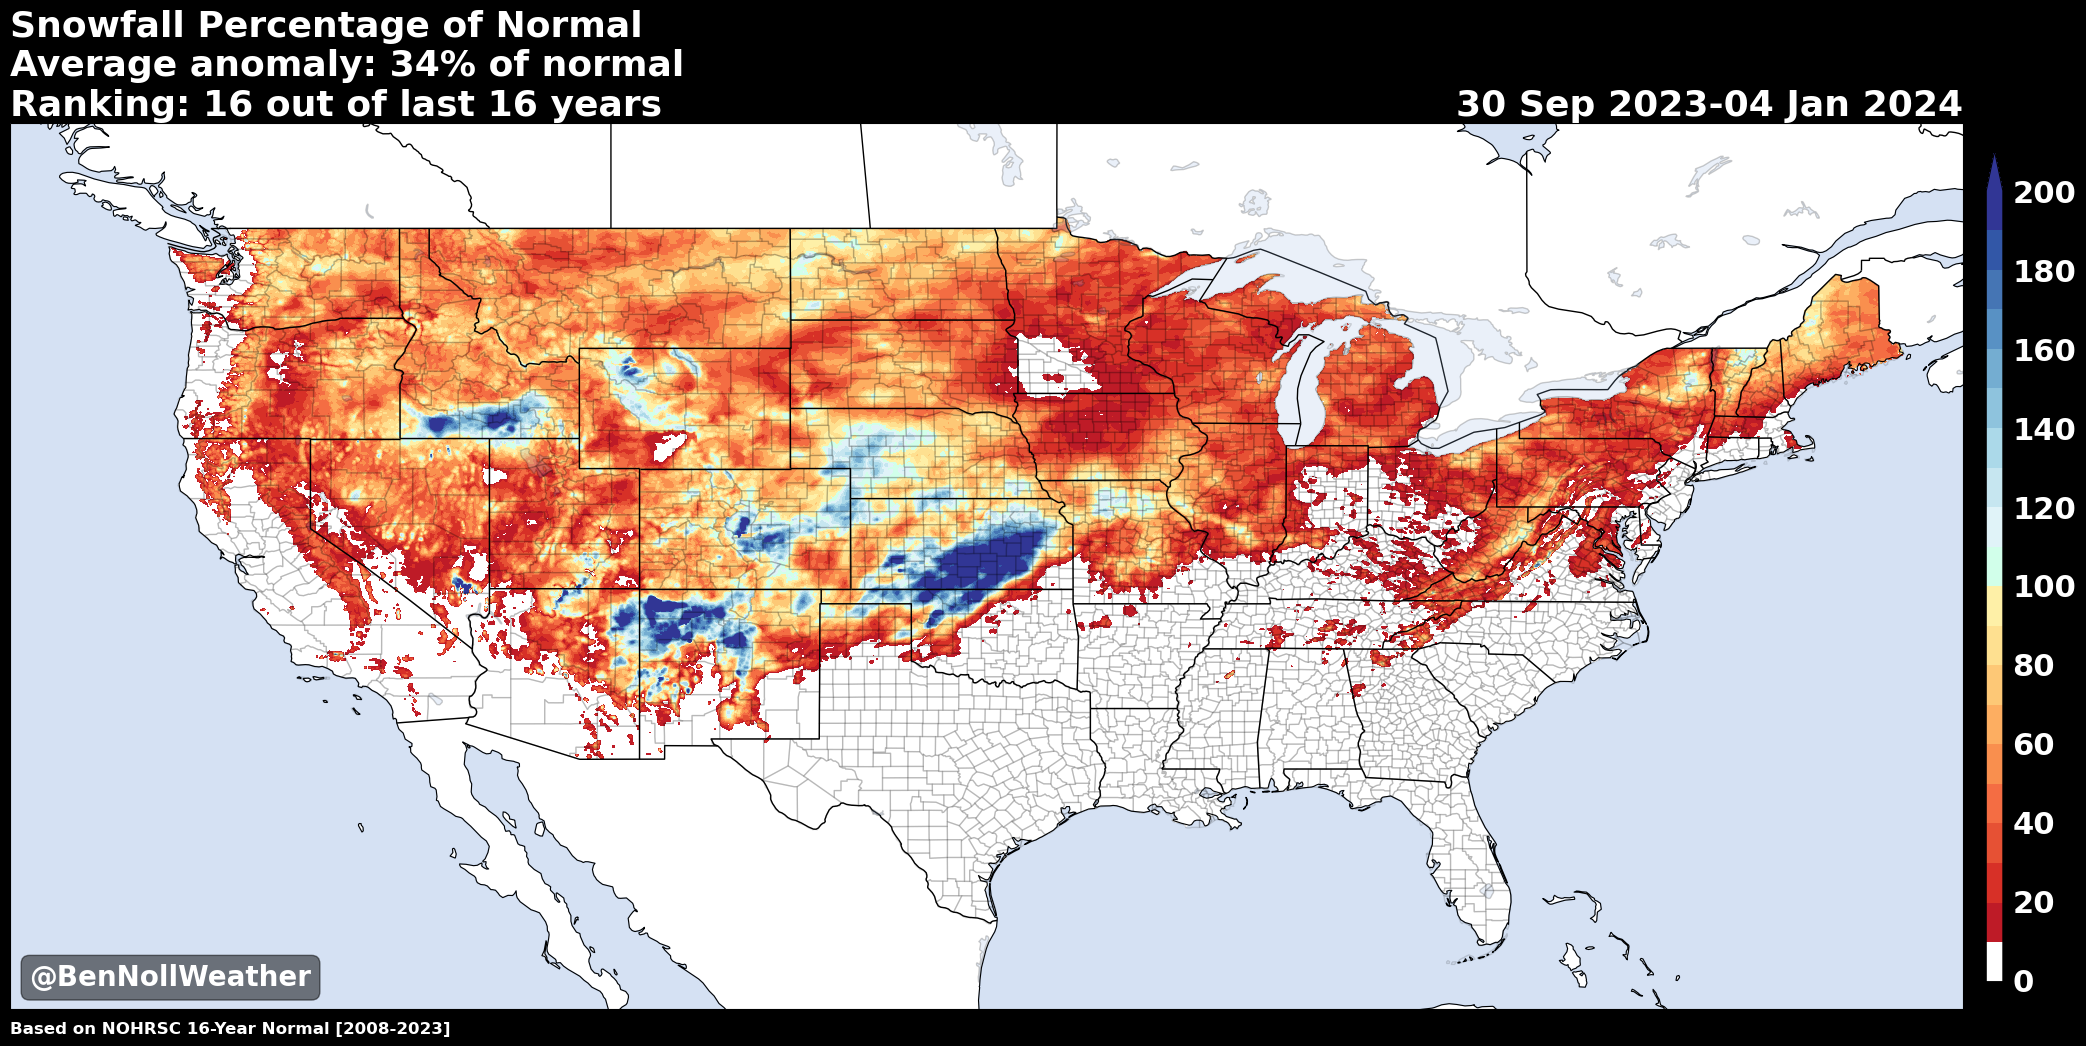 Snowfall Percentage of Normal
Average anomaly: 34% of normal
Ranking: 16 out of last 16 years
30 Sep 2023-04 Jan 2024
200
180
160
140
120
100
80
60
40
20
0
@BenNollWeather
Based on NOHRSC 16-Year Normal [2008-2023]